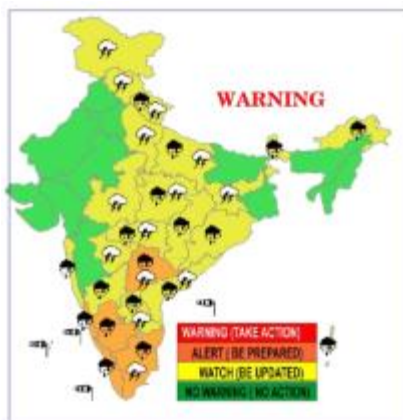 WARNING
WARNING (TAKE ACTION)
ALERT ( BE PREPARED)
WATCH (BE UPDATED)
NO WARNING ( NO ACTION)